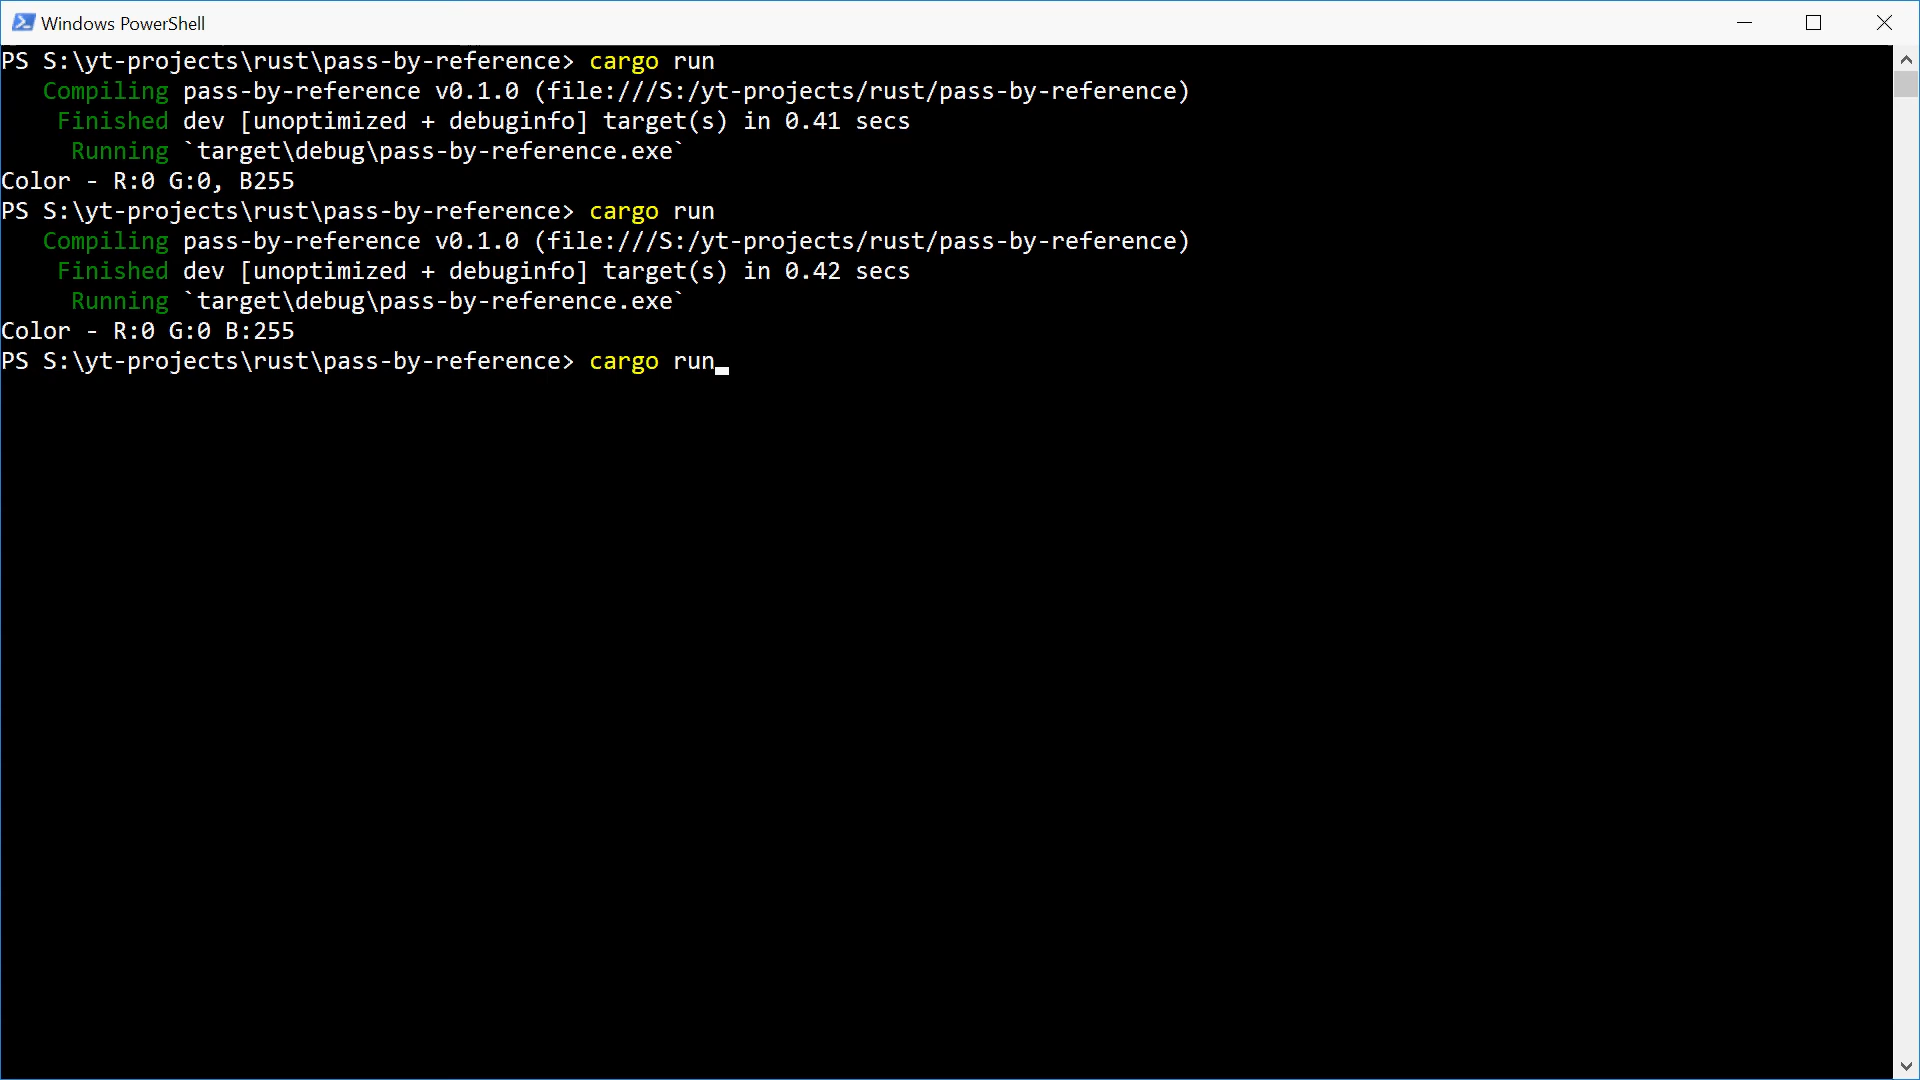 Windows PowerShell
PS S:\yt-projects\rust\pass-by-reference> cargo run
   Compiling pass-by-reference v0.1.0 (file:///S:/yt-projects/rust/pass-by-reference)
    Finished dev [unoptimized + debuginfo] target(s) in 0.41 secs
     Running `target\debug\pass-by-reference.exe`
Color - R:0 G:0, B255
PS S:\yt-projects\rust\pass-by-reference> cargo run
   Compiling pass-by-reference v0.1.0 (file:///S:/yt-projects/rust/pass-by-reference)
    Finished dev [unoptimized + debuginfo] target(s) in 0.42 secs
     Running `target\debug\pass-by-reference.exe`
Color - R:0 G:0 B:255
PS S:\yt-projects\rust\pass-by-reference> cargo run